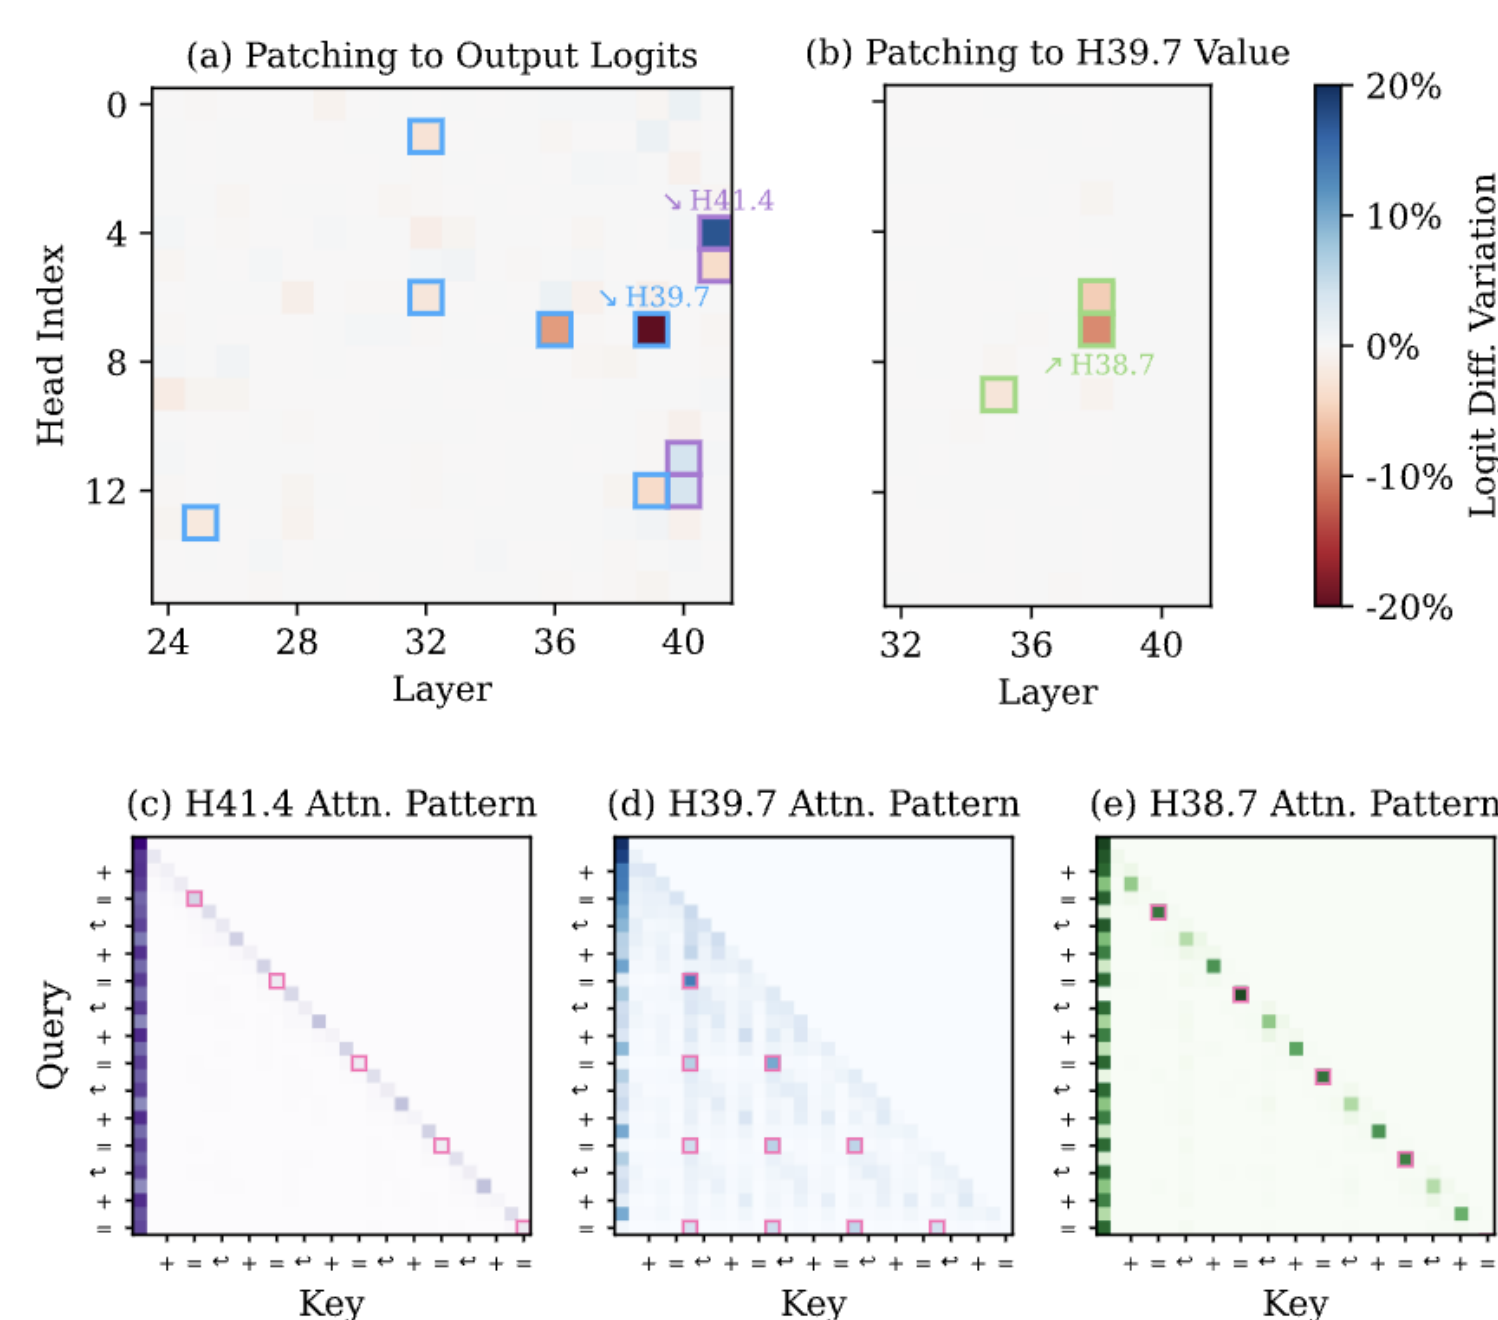 (a) Patching to Output Logits
(b) Patching to H39.7 Value
0
4
8
12
Head Index
↘ H41.4
↘ H39.7
24 28 32 36 40
Layer
↗ H38.7
32 36 40
Layer
20%
10%
0%
-10%
-20%
Logit Diff. Variation
(c) H41.4 Attn. Pattern
(d) H39.7 Attn. Pattern
(e) H38.7 Attn. Pattern
Query
+
=
↵
+
=
↵
+
=
↵
+
=
↵
+
=
+ = ↵ + = ↵ + = ↵ + = ↵ + =
Key
+
=
↵
+
=
↵
+
=
↵
+
=
↵
+
=
+ = ↵ + = ↵ + = ↵ + = ↵ + =
Key
+
=
↵
+
=
↵
+
=
↵
+
=
↵
+
=
+ = ↵ + = ↵ + = ↵ + = ↵ + =
Key